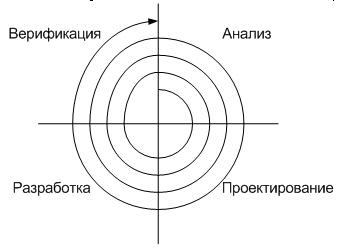 Верификация
Анализ
Разработка
Проектирование